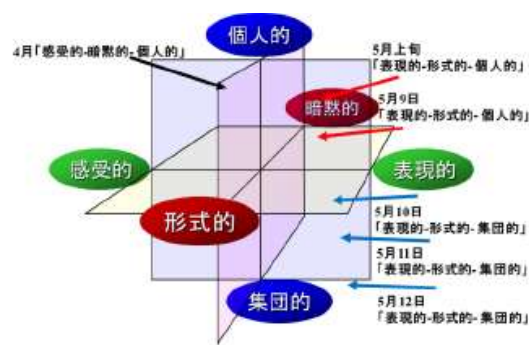 個人的
4月「感受的-暗黙的-個人的」
5月上旬
「表現的-形式的-個人的」
暗黙的
5月9日
「表現的-形式的-個人的」
感受的
表現的
形式的
5月10日
「表現的-形式的-集団的」
5月11日
「表現的-形式的-集団的」
集団的
5月12日
「表現的-形式的-集団的」